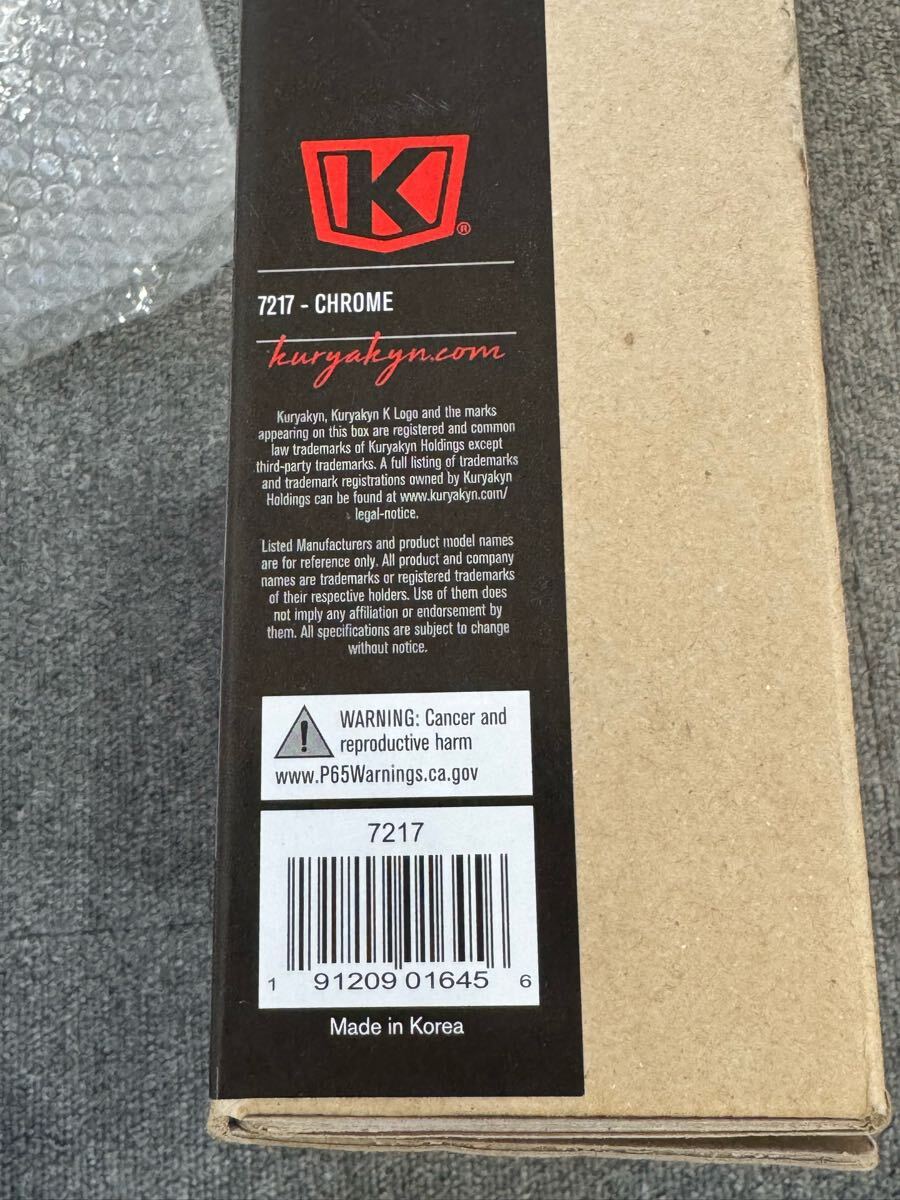 K
®
7217 - CHROME
kuryakyn.com
Kuryakyn, Kuryakyn K Logo and the marks
appearing on this box are registered and common
law trademarks of Kuryakyn Holdings except
third-party trademarks. A full listing of trademarks
and trademark registrations owned by Kuryakyn
Holdings can be found at www.kuryakyn.com/
legal-notice.
Listed Manufacturers and product model names
are for reference only. All product and company
names are trademarks or registered trademarks
of their respective holders. Use of them does
not imply any affiliation or endorsement by
them. All specifications are subject to change
without notice.
WARNING: Cancer and
reproductive harm
www.P65Warnings.ca.gov
7217
1 91209 01645 6
Made in Korea